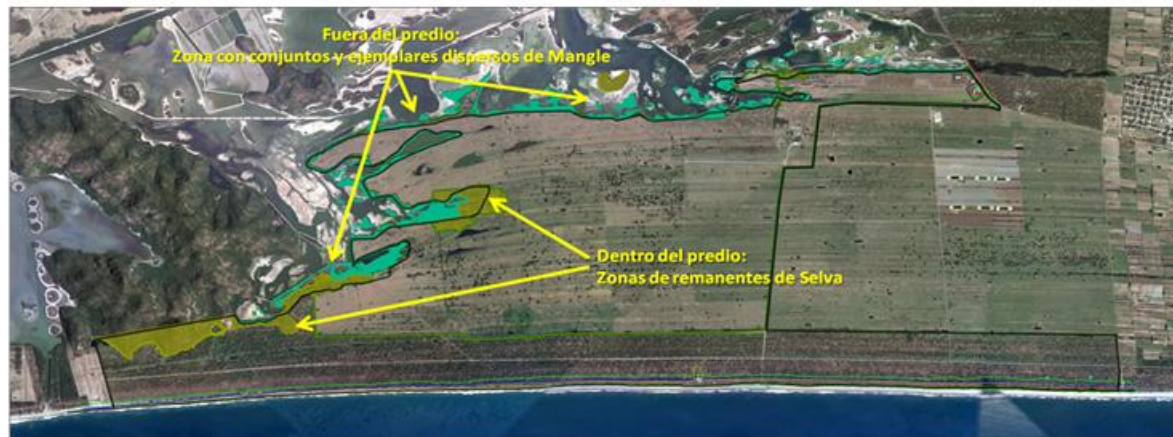 Fuera del predio:
Zona con conjuntos y ejemplares dispersos de Mangle
Dentro del predio:
Zonas de remanentes de Selva